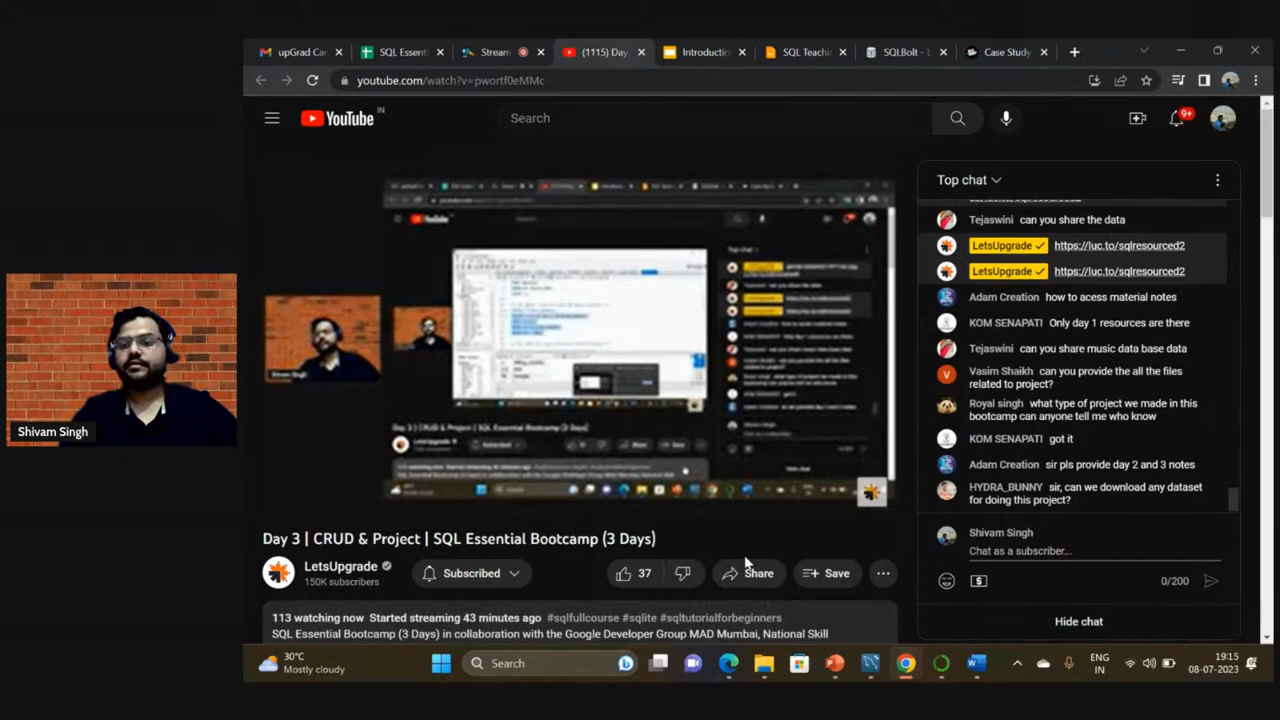 upGrad Ca
SQL Essent
Stream
(1115) Day
Introductio
SQL Teachi
SQLBolt - L
Case Study
youtube.com/watch?v=pwortf0eMMc
YouTube IN
Search
9+
Top chat
Tejaswini can you share the data
LetsUpgrade https://luc.to/sqlresourced2
LetsUpgrade https://luc.to/sqlresourced2
Adam Creation how to acess material notes
KOM SENAPATI Only day 1 resources are there
Tejaswini can you share music data base data
Vasim Shaikh can you provide the all the files
related to project?
Royal singh what type of project we made in this
bootcamp can anyone tell me who know
KOM SENAPATI got it
Adam Creation sir pls provide day 2 and 3 notes
HYDRA_BUNNY sir, can we download any dataset
for doing this project?
Shivam Singh
Chat as a subscriber...
0/200
Hide chat
Shivam Singh
Day 3 | CRUD & Project | SQL Essential Bootcamp (3 Days)
LetsUpgrade
150K subscribers
Subscribed
37
Share
Save
113 watching now Started streaming 43 minutes ago #sqlfullcourse #sqlite #sqltutorialforbeginners
SQL Essential Bootcamp (3 Days) in collaboration with the Google Developer Group MAD Mumbai, National Skill
30°C
Mostly cloudy
Search
ENG
IN
19:15
08-07-2023